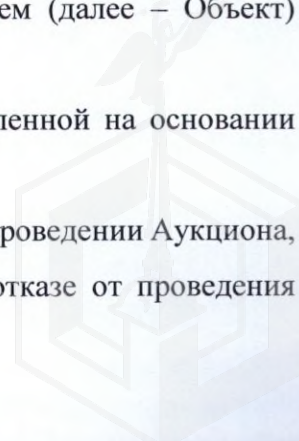 ем (далее – Объект)
ленной на основании
роведении Аукциона,
отказе от проведения